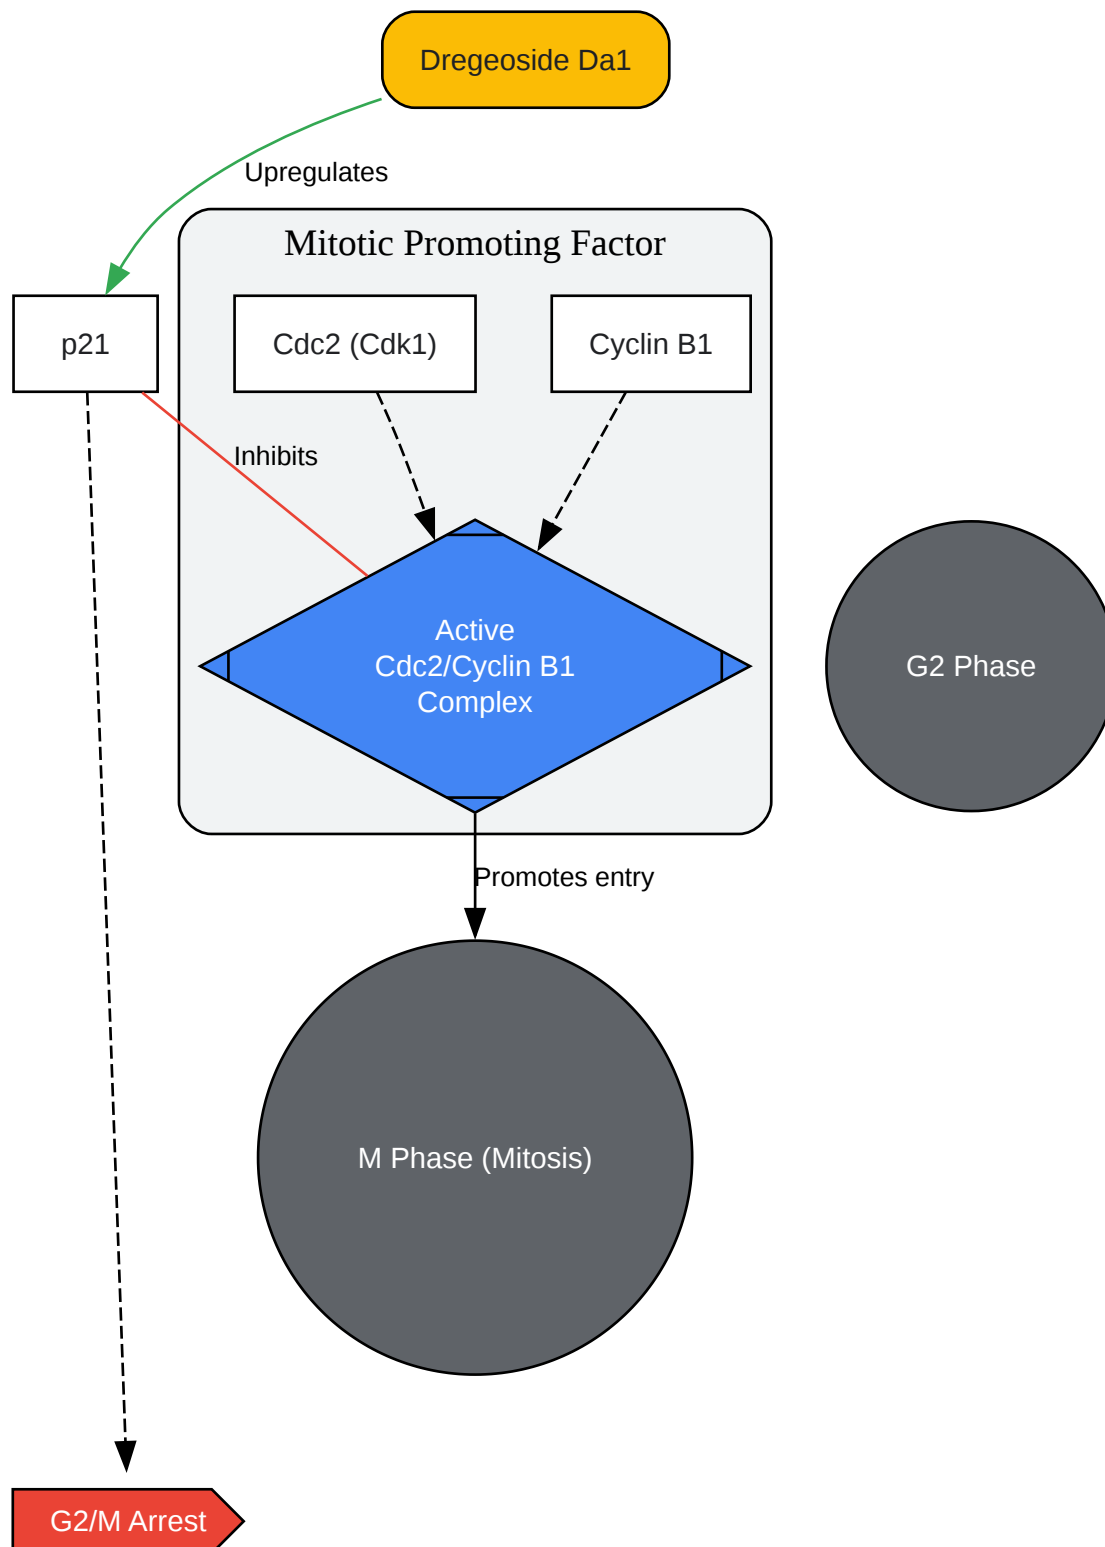 Dregeoside Da1
Upregulates
Mitotic Promoting Factor
p21
Cdc2 (Cdk1)
Cyclin B1
Inhibits
Active
Cdc2/Cyclin B1
Complex
G2 Phase
Promotes entry
M Phase (Mitosis)
G2/M Arrest